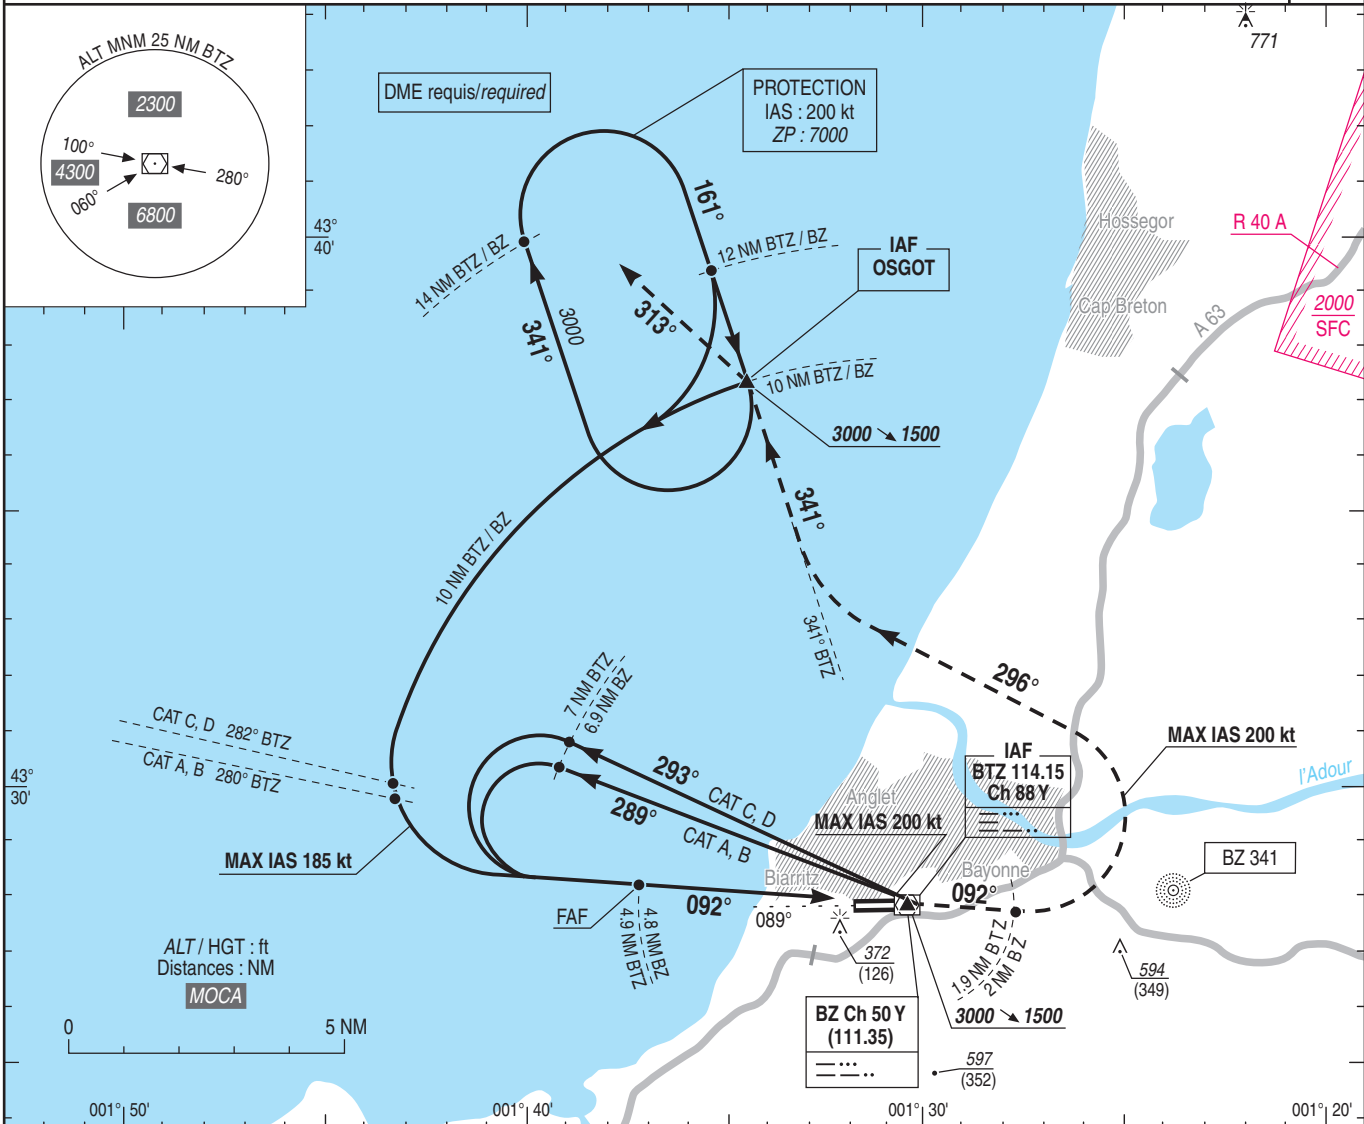 ALT MNM 25 NM BTZ
2300
100°
4300
060°
280°
6800
DME requis/required
PROTECTION
IAS : 200 kt
ZP : 7000
771
43°
40'
14 NM BTZ / BZ
161°
12 NM BTZ / BZ
IAF
OSGOT
Hossegor
R 40 A
Cap Breton
A 63
2000
SFC
341°
3000
313°
10 NM BTZ / BZ
3000 ↘ 1500
341°
10 NM BTZ / BZ
341° BTZ
296°
7 NM BTZ
6.9 NM BZ
CAT C, D 282° BTZ
CAT A, B 280° BTZ
43°
30'
293°
CAT C, D
289°
CAT A, B
MAX IAS 200 kt
IAF
BTZ 114.15
Ch 88 Y
l'Adour
Anglet
MAX IAS 200 kt
MAX IAS 185 kt
Biarritz
Bayonne
BZ 341
092°
092°
089°
FAF
4.8 NM BZ
4.9 NM BTZ
1.9 NM BTZ
2 NM BZ
372
(126)
594
(349)
ALT / HGT : ft
Distances : NM
MOCA
BZ Ch 50 Y
(111.35)
3000 ↘ 1500
597
(352)
0
5 NM
001° 50'
001° 40'
001° 30'
001° 20'